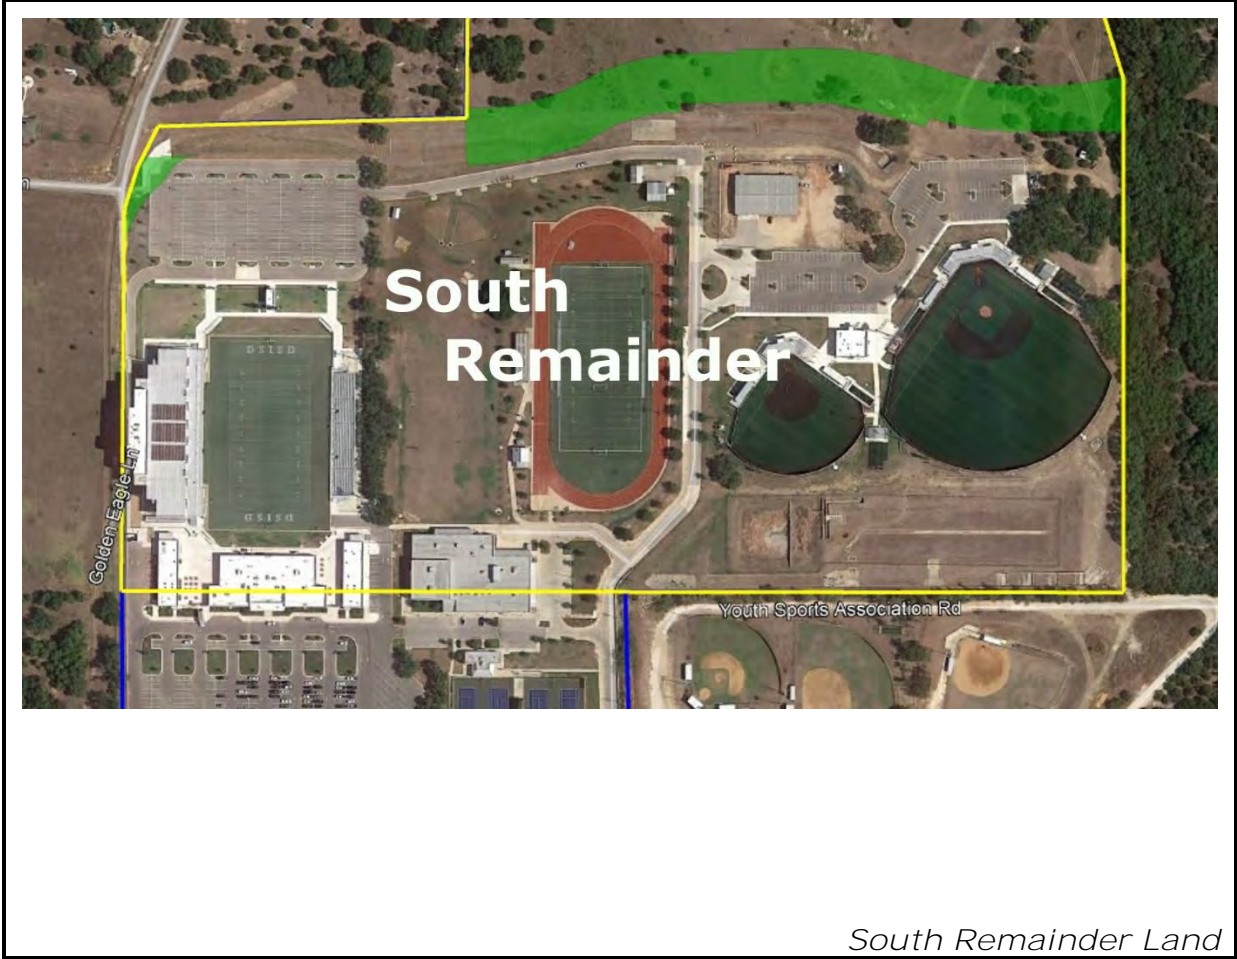 South
Remainder
DSISD
DSISD
Golden Eagle Ln
Youth Sports Association Rd
South Remainder Land